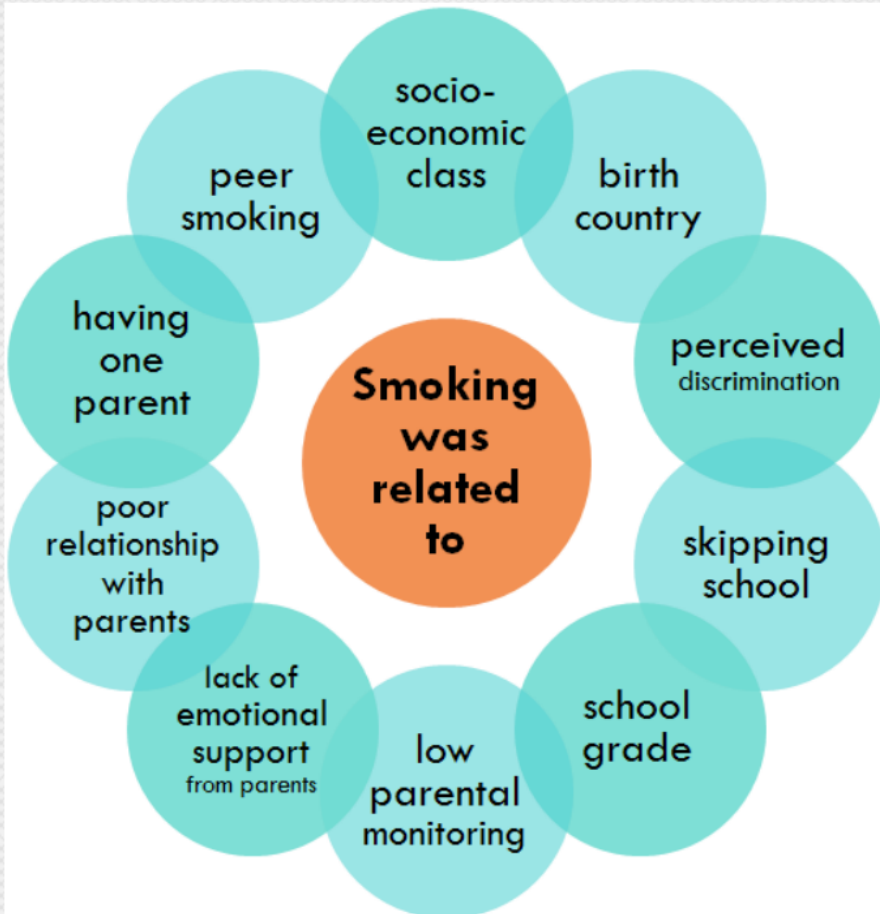 Smoking
was
related
to
socio-
economic
class
birth
country
perceived
discrimination
skipping
school
school
grade
low
parental
monitoring
lack of
emotional
support
from parents
poor
relationship
with
parents
having
one
parent
peer
smoking